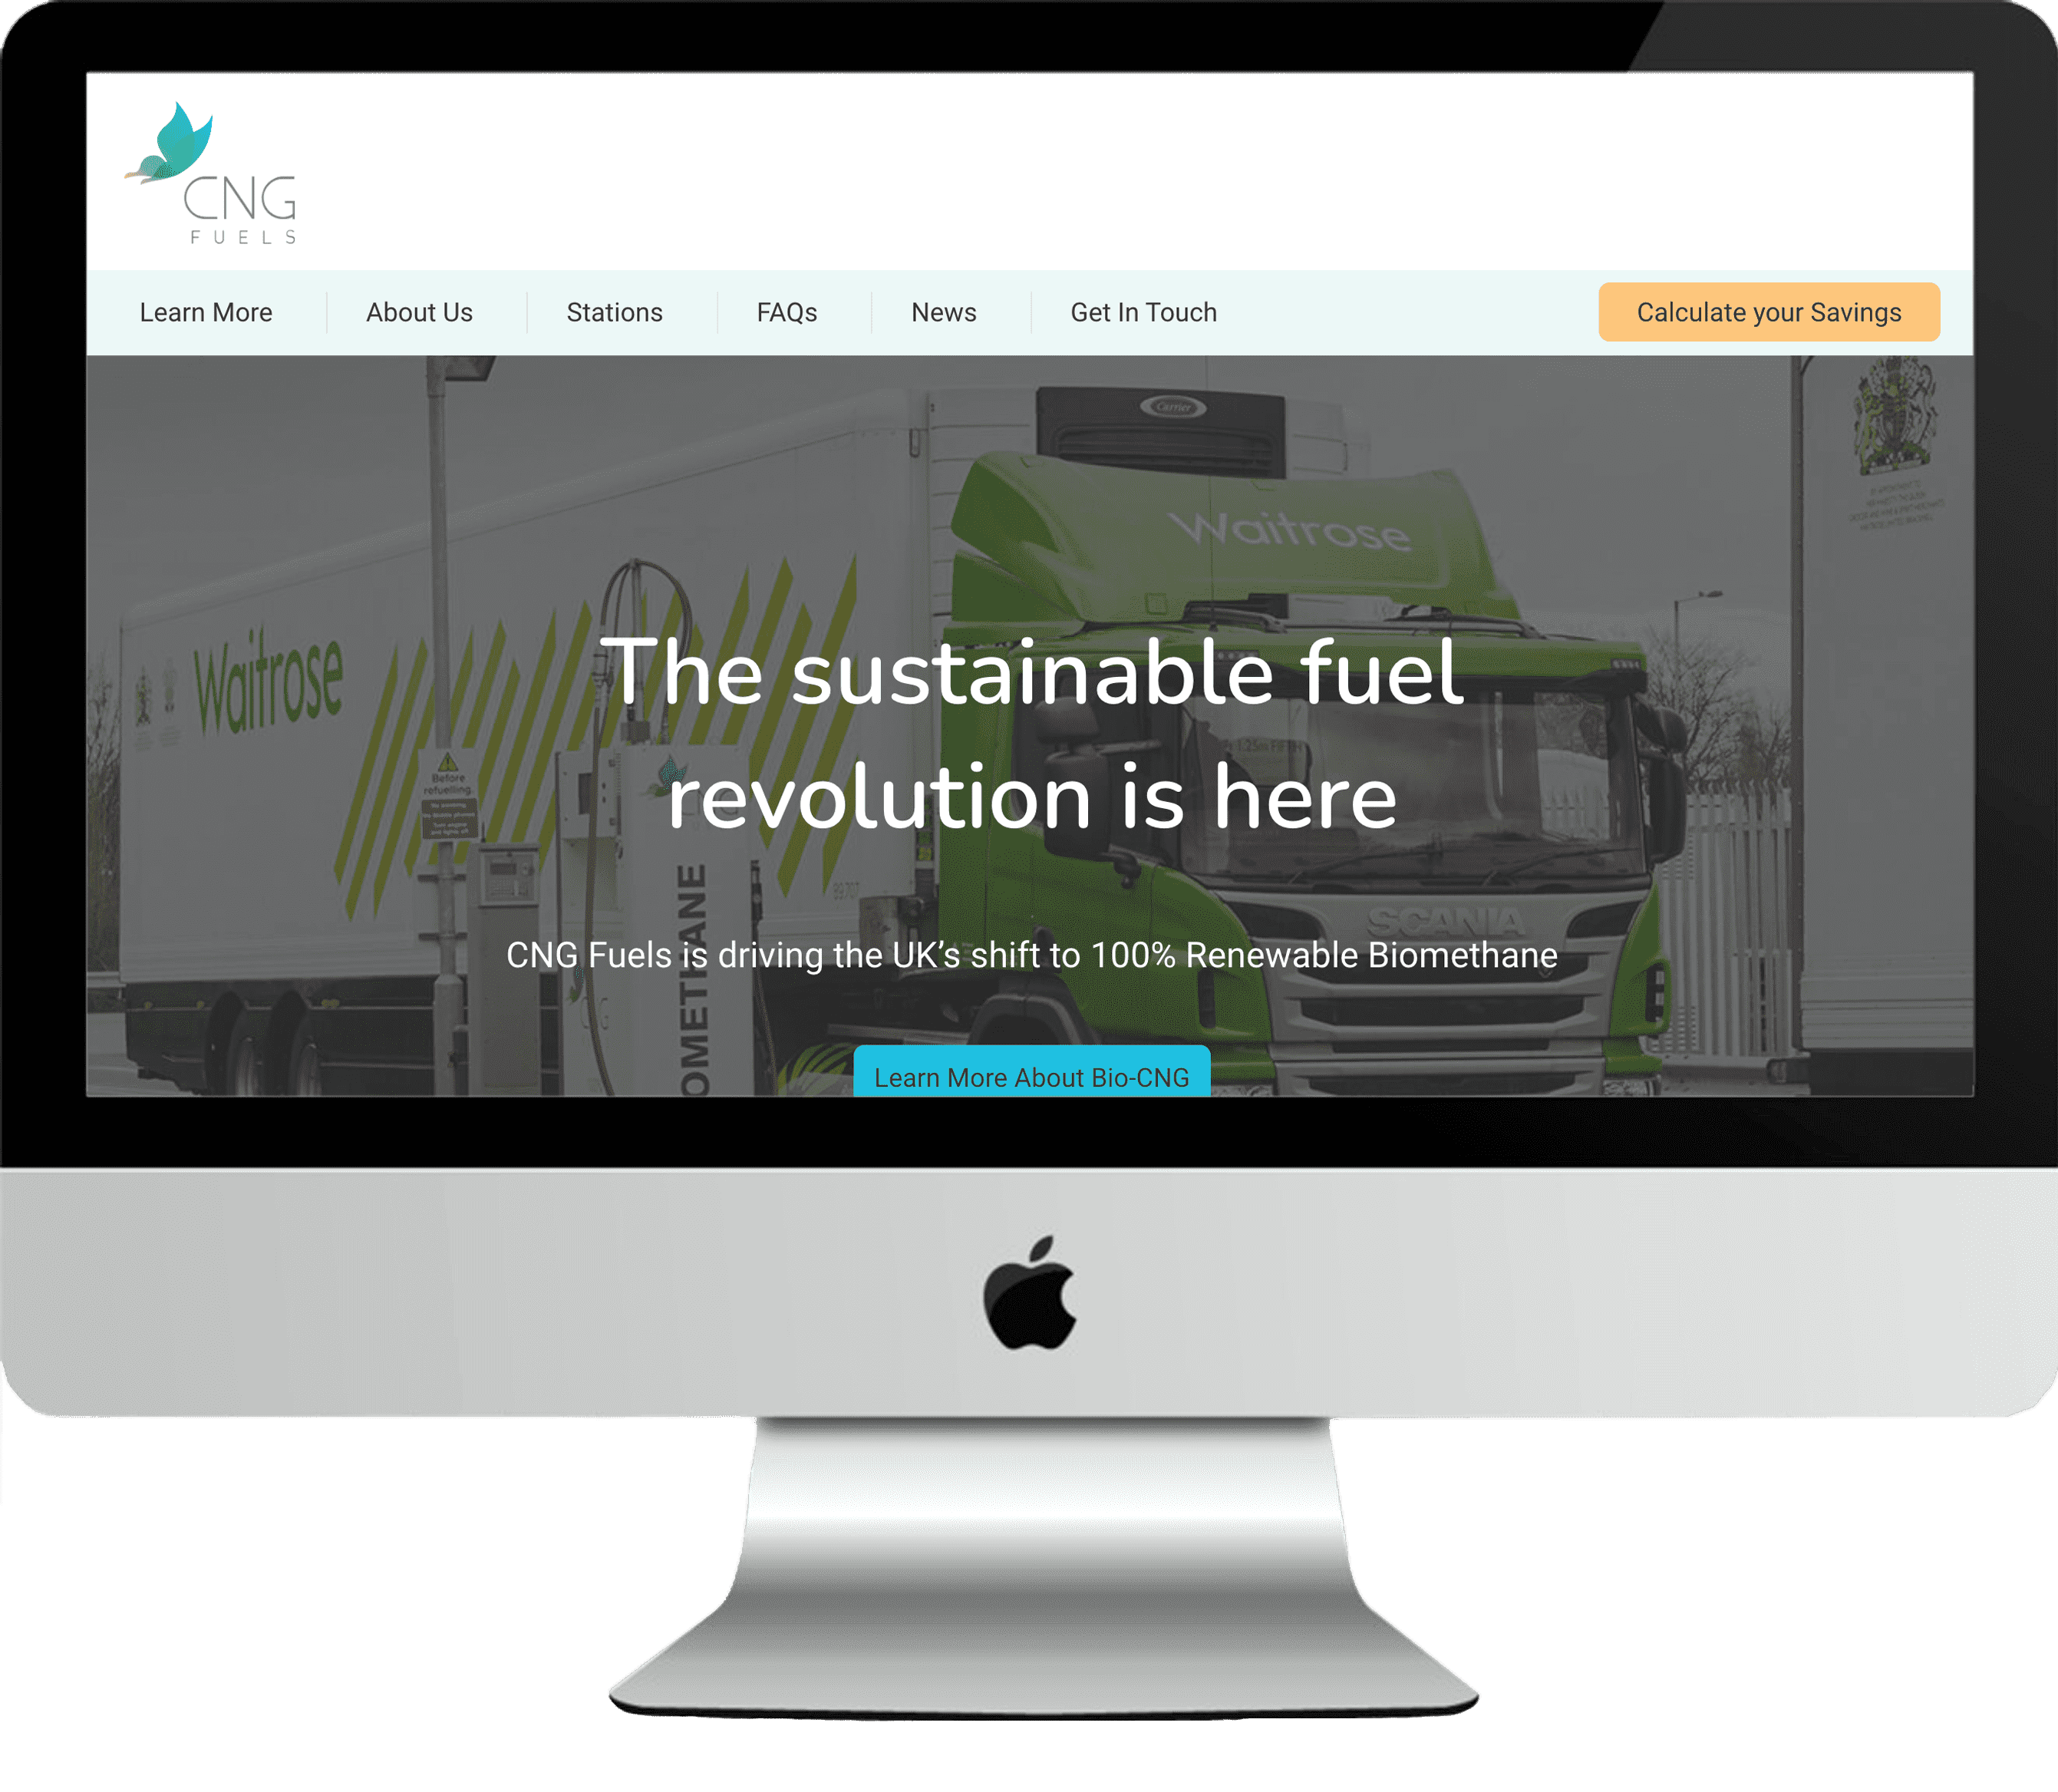 CNG
FUELS
Learn More
About Us
Stations
FAQs
News
Get In Touch
Calculate your Savings
Carrier
Waitrose
Waitrose
The sustainable fuel
revolution is here
Before
refuelling
SCANIA
CNG Fuels is driving the UK’s shift to 100% Renewable Biomethane
OMETHANE
Learn More About Bio-CNG